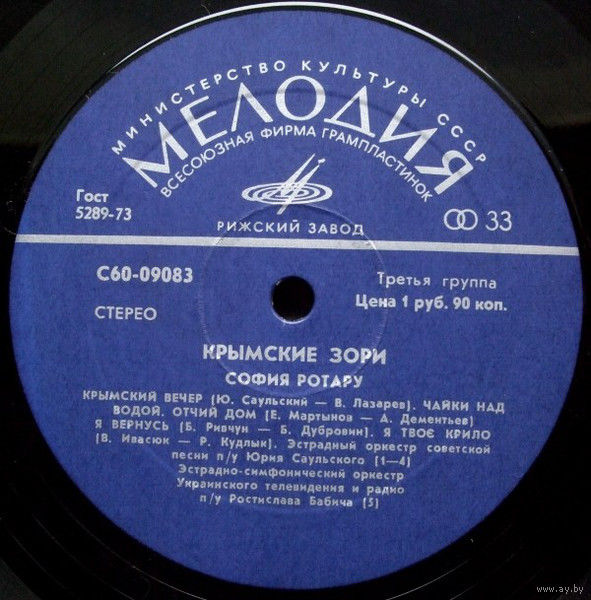 МИНИСТЕРСТВО КУЛЬТУРЫ СССР
МЕЛОДИЯ
ВСЕСОЮЗНАЯ ФИРМА ГРАМПЛАСТИНОК
Гост
5289-73
33
РИЖСКИЙ ЗАВОД
С60-09083
Третья группа
Цена 1 руб. 90 коп.
СТЕРЕО
КРЫМСКИЕ ЗОРИ
СОФИЯ РОТАРУ
КРЫМСКИЙ ВЕЧЕР (Ю. Саульский — В. Лазарев). ЧАЙКИ НАД
ВОДОЙ. ОТЧИЙ ДОМ (Е. Мартынов — А. Дементьев)
Я ВЕРНУСЬ (Б. Ривчун — Б. Дубровин). Я ТВОЄ КРИЛО
(В. Ивасюк — Р. Кудлык). Эстрадный оркестр советской
песни п/у Юрия Саульского [1—4]
Эстрадно-симфонический оркестр
Украинского телевидения и радио
п/у Ростислава Бабича [5]
www.ay.by